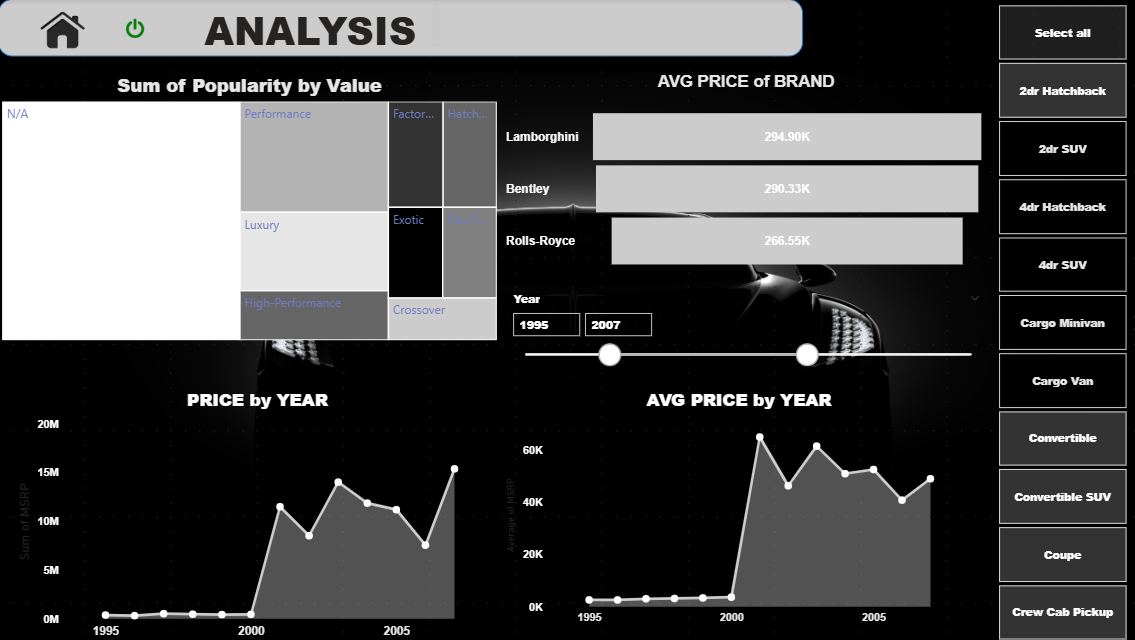 ANALYSIS
Sum of Popularity by Value
N/A
Performance
Factor...
Hatch...
Luxury
Exotic
High-Performance
Crossover
AVG PRICE of BRAND
Lamborghini
294.90K
Bentley
290.33K
Rolls-Royce
266.55K
Year
1995
2007
PRICE by YEAR
Sum of MSRP
20M
15M
10M
5M
0M
1995
2000
2005
AVG PRICE by YEAR
Average of MSRP
60K
40K
20K
0K
1995
2000
2005
Select all
2dr Hatchback
2dr SUV
4dr Hatchback
4dr SUV
Cargo Minivan
Cargo Van
Convertible
Convertible SUV
Coupe
Crew Cab Pickup